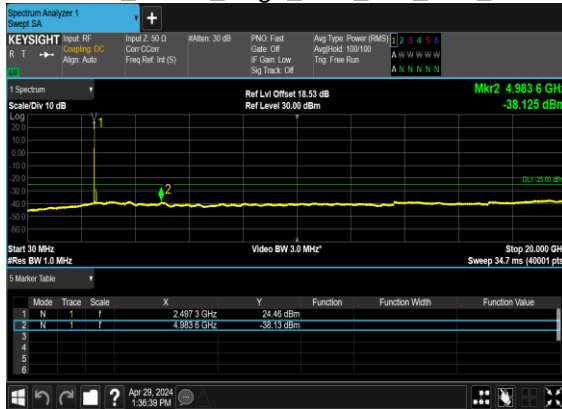 Spectrum Analyzer 1
Swept SA
+
KEYSIGHT Input: RF Input Z: 50 Ω #Atten: 30 dB PNO: Fast Avg Type: Power (RMS) 1 2 3 4 5 6
R T Coupling: DC Corr CCorr Gate: Off Avg|Hold: 100/100 A W W W W W
Align: Auto Freq Ref: Int (S) IF Gain: Low Trig: Free Run
Sig Track: Off A N N N N N
1 Spectrum Ref Lvl Offset 18.53 dB Mkr2 4.983 6 GHz
Scale/Div 10 dB Ref Level 30.00 dBm -38.125 dBm
Log
20.0
10.0
0.00
-10.0
-20.0
-30.0
-40.0
-50.0
-60.0
1
2
Start 30 MHz Video BW 3.0 MHz* Stop 20.000 GHz
#Res BW 1.0 MHz Sweep 34.7 ms (40001 pts)
5 Marker Table
Mode Trace Scale X Y Function Function Width Function Value
1 N 1 f 2.497 3 GHz 24.46 dBm
2 N 1 f 4.983 6 GHz -38.13 dBm
3
4
5
6
? Apr 29, 2024
1:36:39 PM